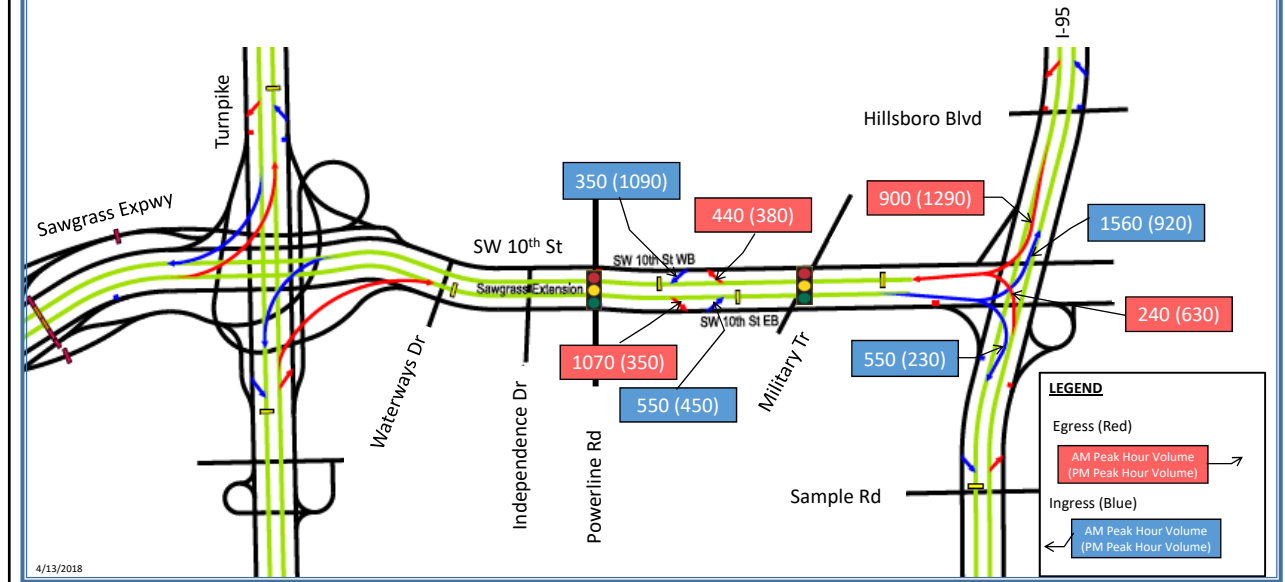 I-95
Turnpike
Hillsboro Blvd
350 (1090)
440 (380)
900 (1290)
1560 (920)
Sawgrass Expwy
SW 10th St
SW 10th St WB
Sawgrass Extension
SW 10th St EB
240 (630)
1070 (350)
550 (230)
550 (450)
Waterways Dr
Independence Dr
Powerline Rd
Military Tr
Sample Rd
LEGEND
Egress (Red)
AM Peak Hour Volume
(PM Peak Hour Volume)
Ingress (Blue)
AM Peak Hour Volume
(PM Peak Hour Volume)
4/13/2018